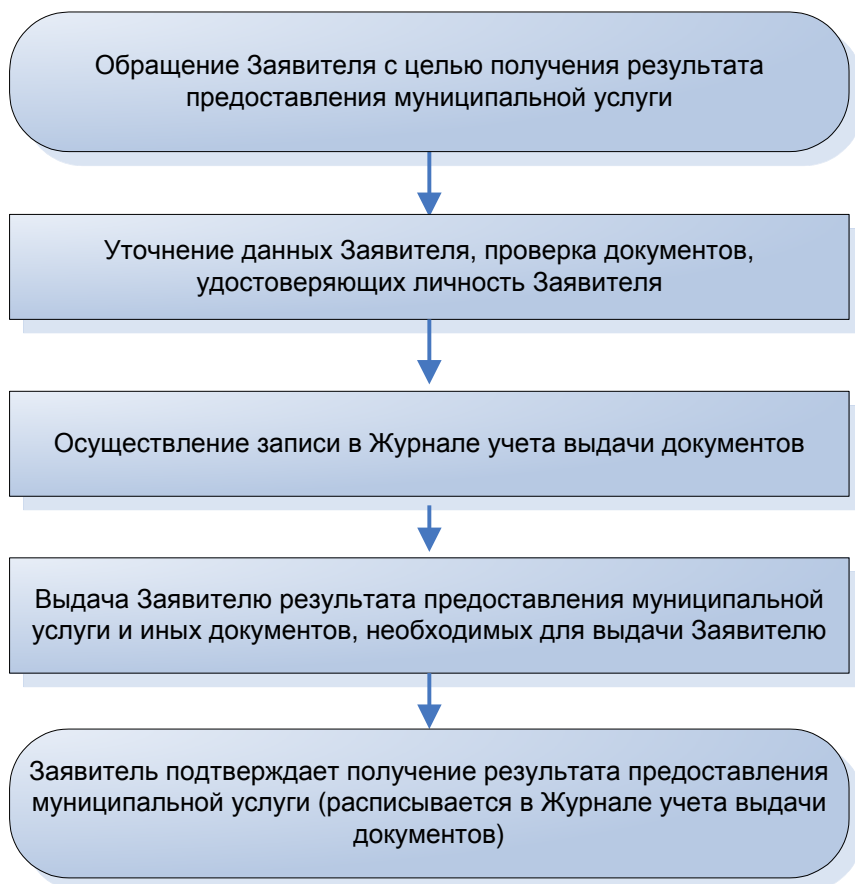 Обращение Заявителя с целью получения результата
предоставления муниципальной услуги
Уточнение данных Заявителя, проверка документов,
удостоверяющих личность Заявителя
Осуществление записи в Журнале учета выдачи документов
Выдача Заявителю результата предоставления муниципальной
услуги и иных документов, необходимых для выдачи Заявителю
Заявитель подтверждает получение результата предоставления
муниципальной услуги (расписывается в Журнале учета выдачи
документов)